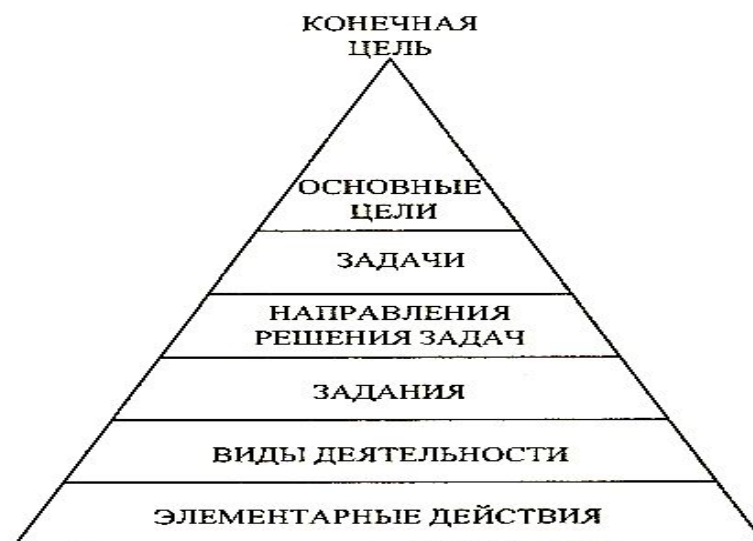 КОНЕЧНАЯ
ЦЕЛЬ
ОСНОВНЫЕ
ЦЕЛИ
ЗАДАЧИ
НАПРАВЛЕНИЯ
РЕШЕНИЯ ЗАДАЧ
ЗАДАНИЯ
ВИДЫ ДЕЯТЕЛЬНОСТИ
ЭЛЕМЕНТАРНЫЕ ДЕЙСТВИЯ